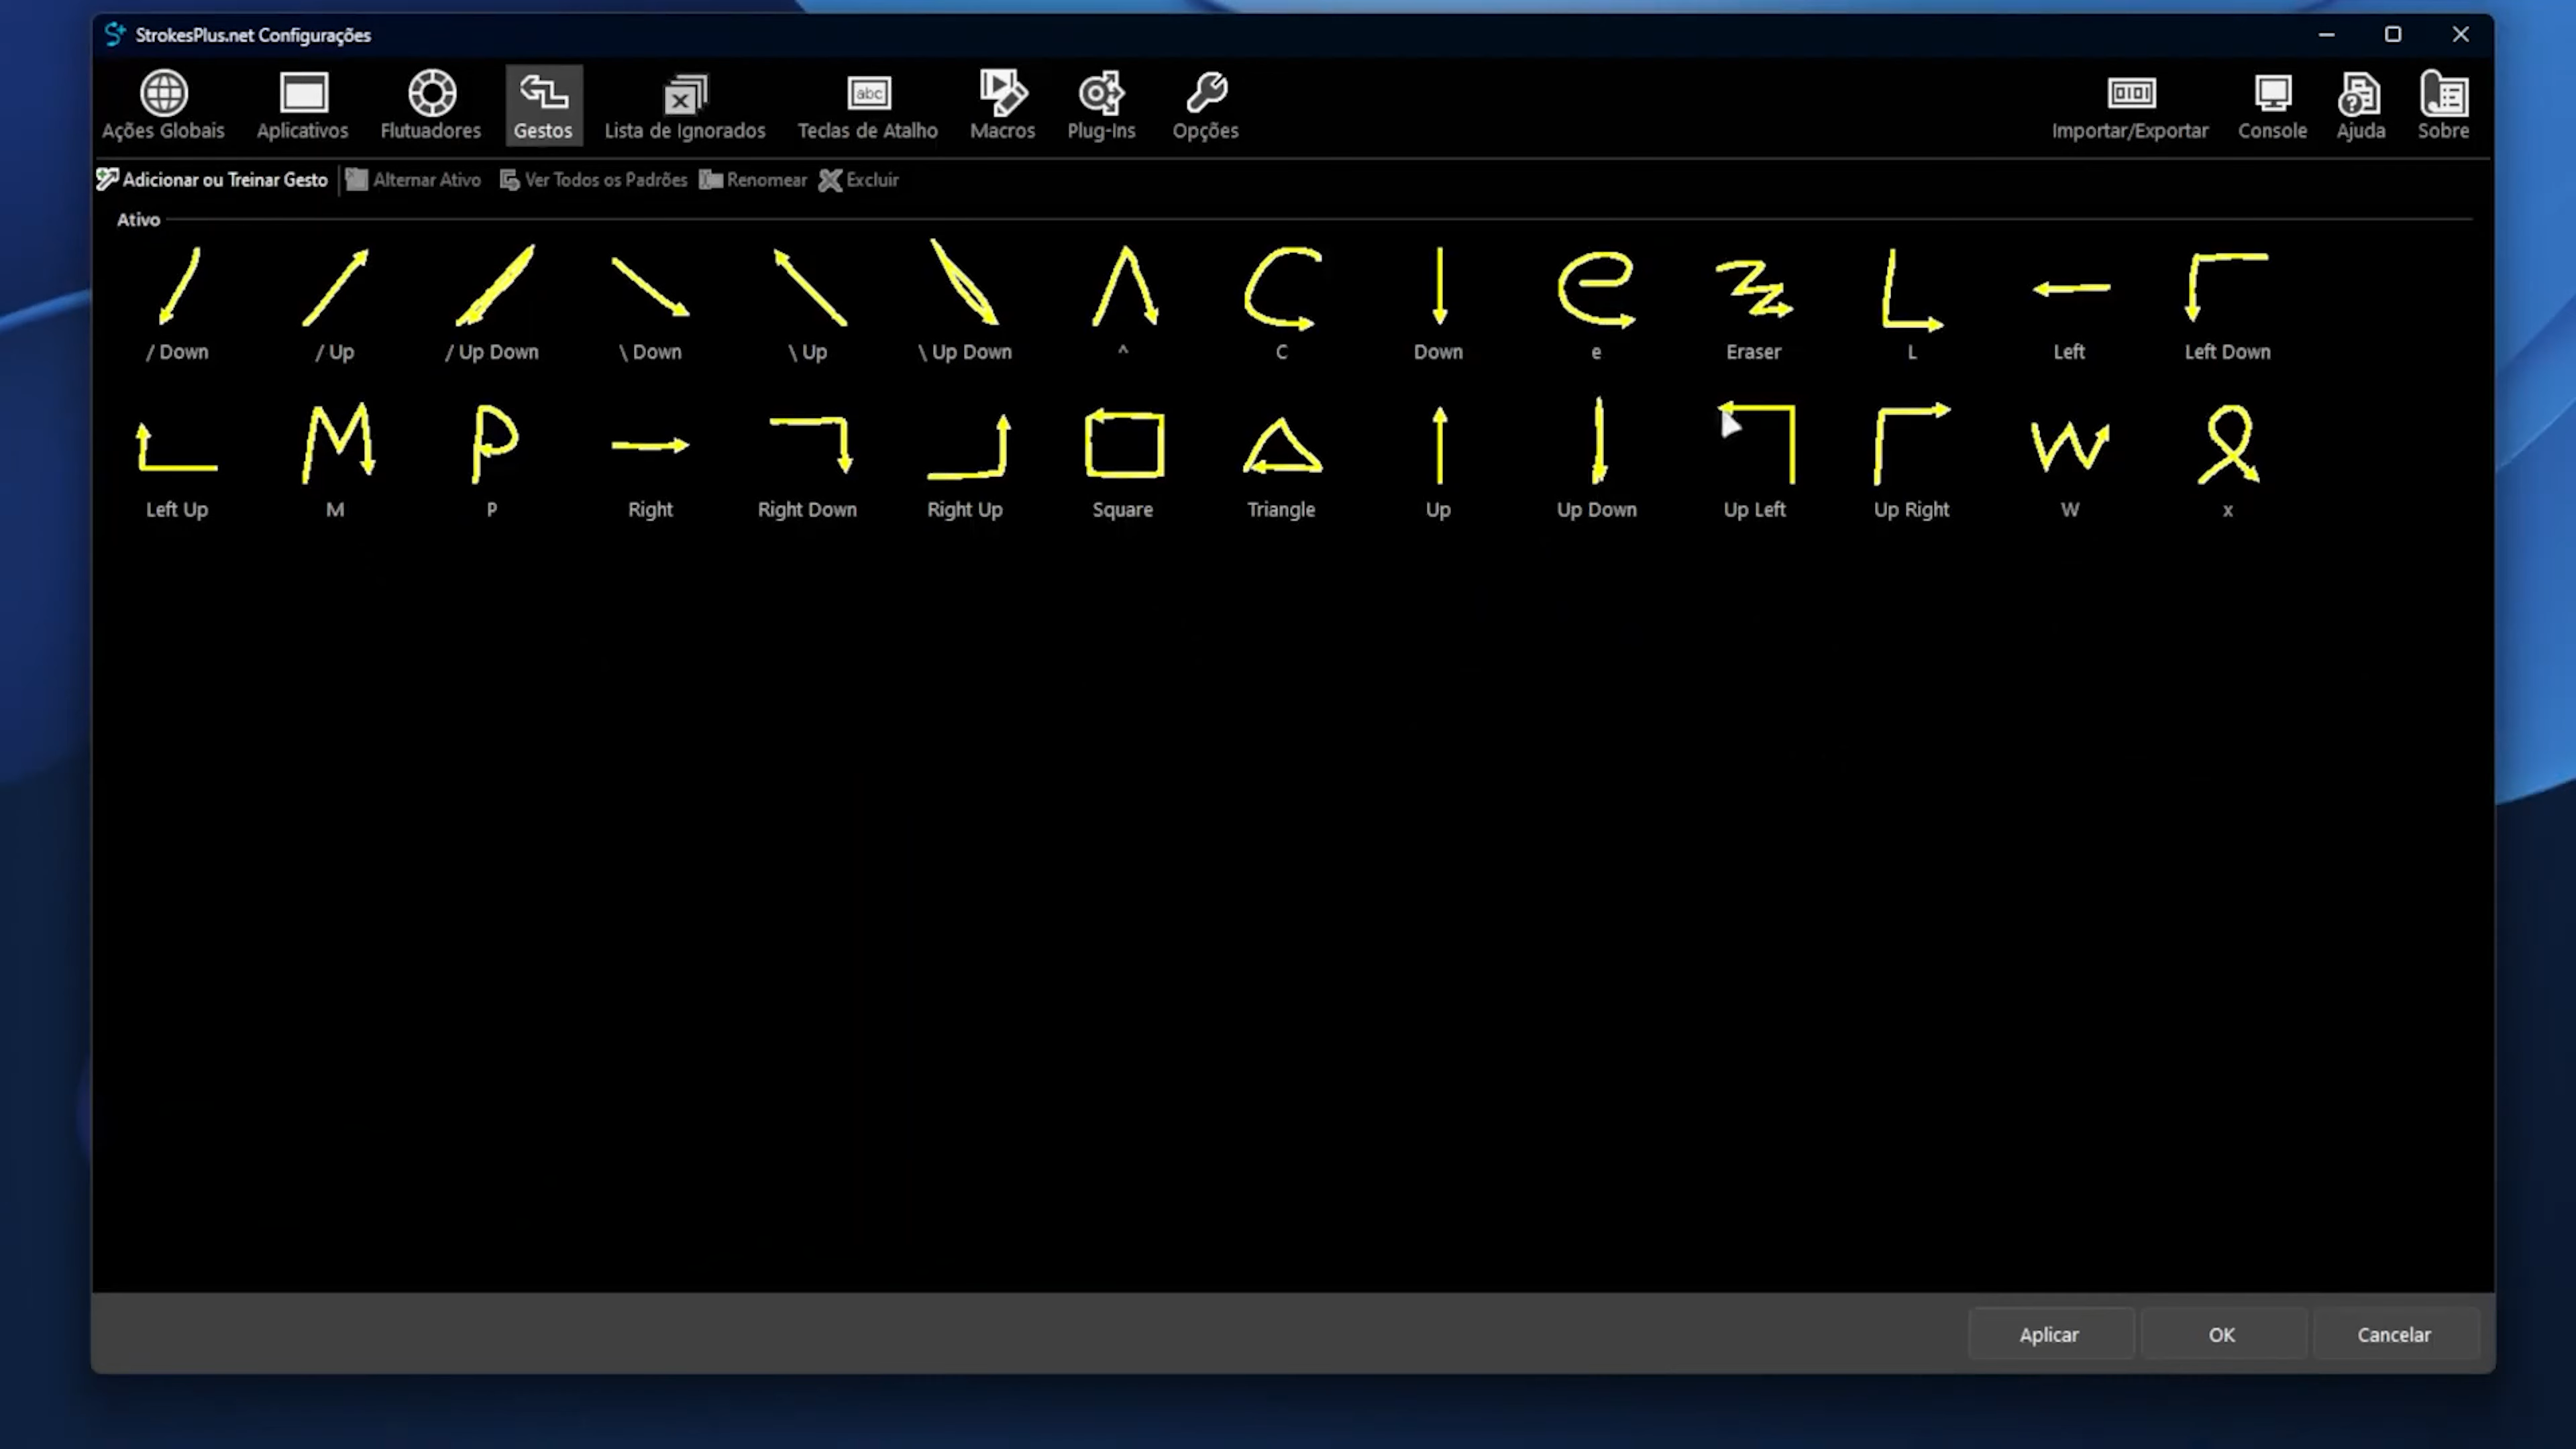 StrokesPlus.net Configurações
Ações Globais Aplicativos Flutuadores Gestos Lista de Ignorados Teclas de Atalho Macros Plug-Ins Opções Importar/Exportar Console Ajuda Sobre
Adicionar ou Treinar Gesto Alternar Ativo Ver Todos os Padrões Renomear Excluir
Ativo
/ Down / Up / Up Down \ Down \ Up \ Up Down ^ C Down e Eraser L Left Left Down
Left Up M P Right Right Down Right Up Square Triangle Up Up Down Up Left Up Right W x
Aplicar OK Cancelar